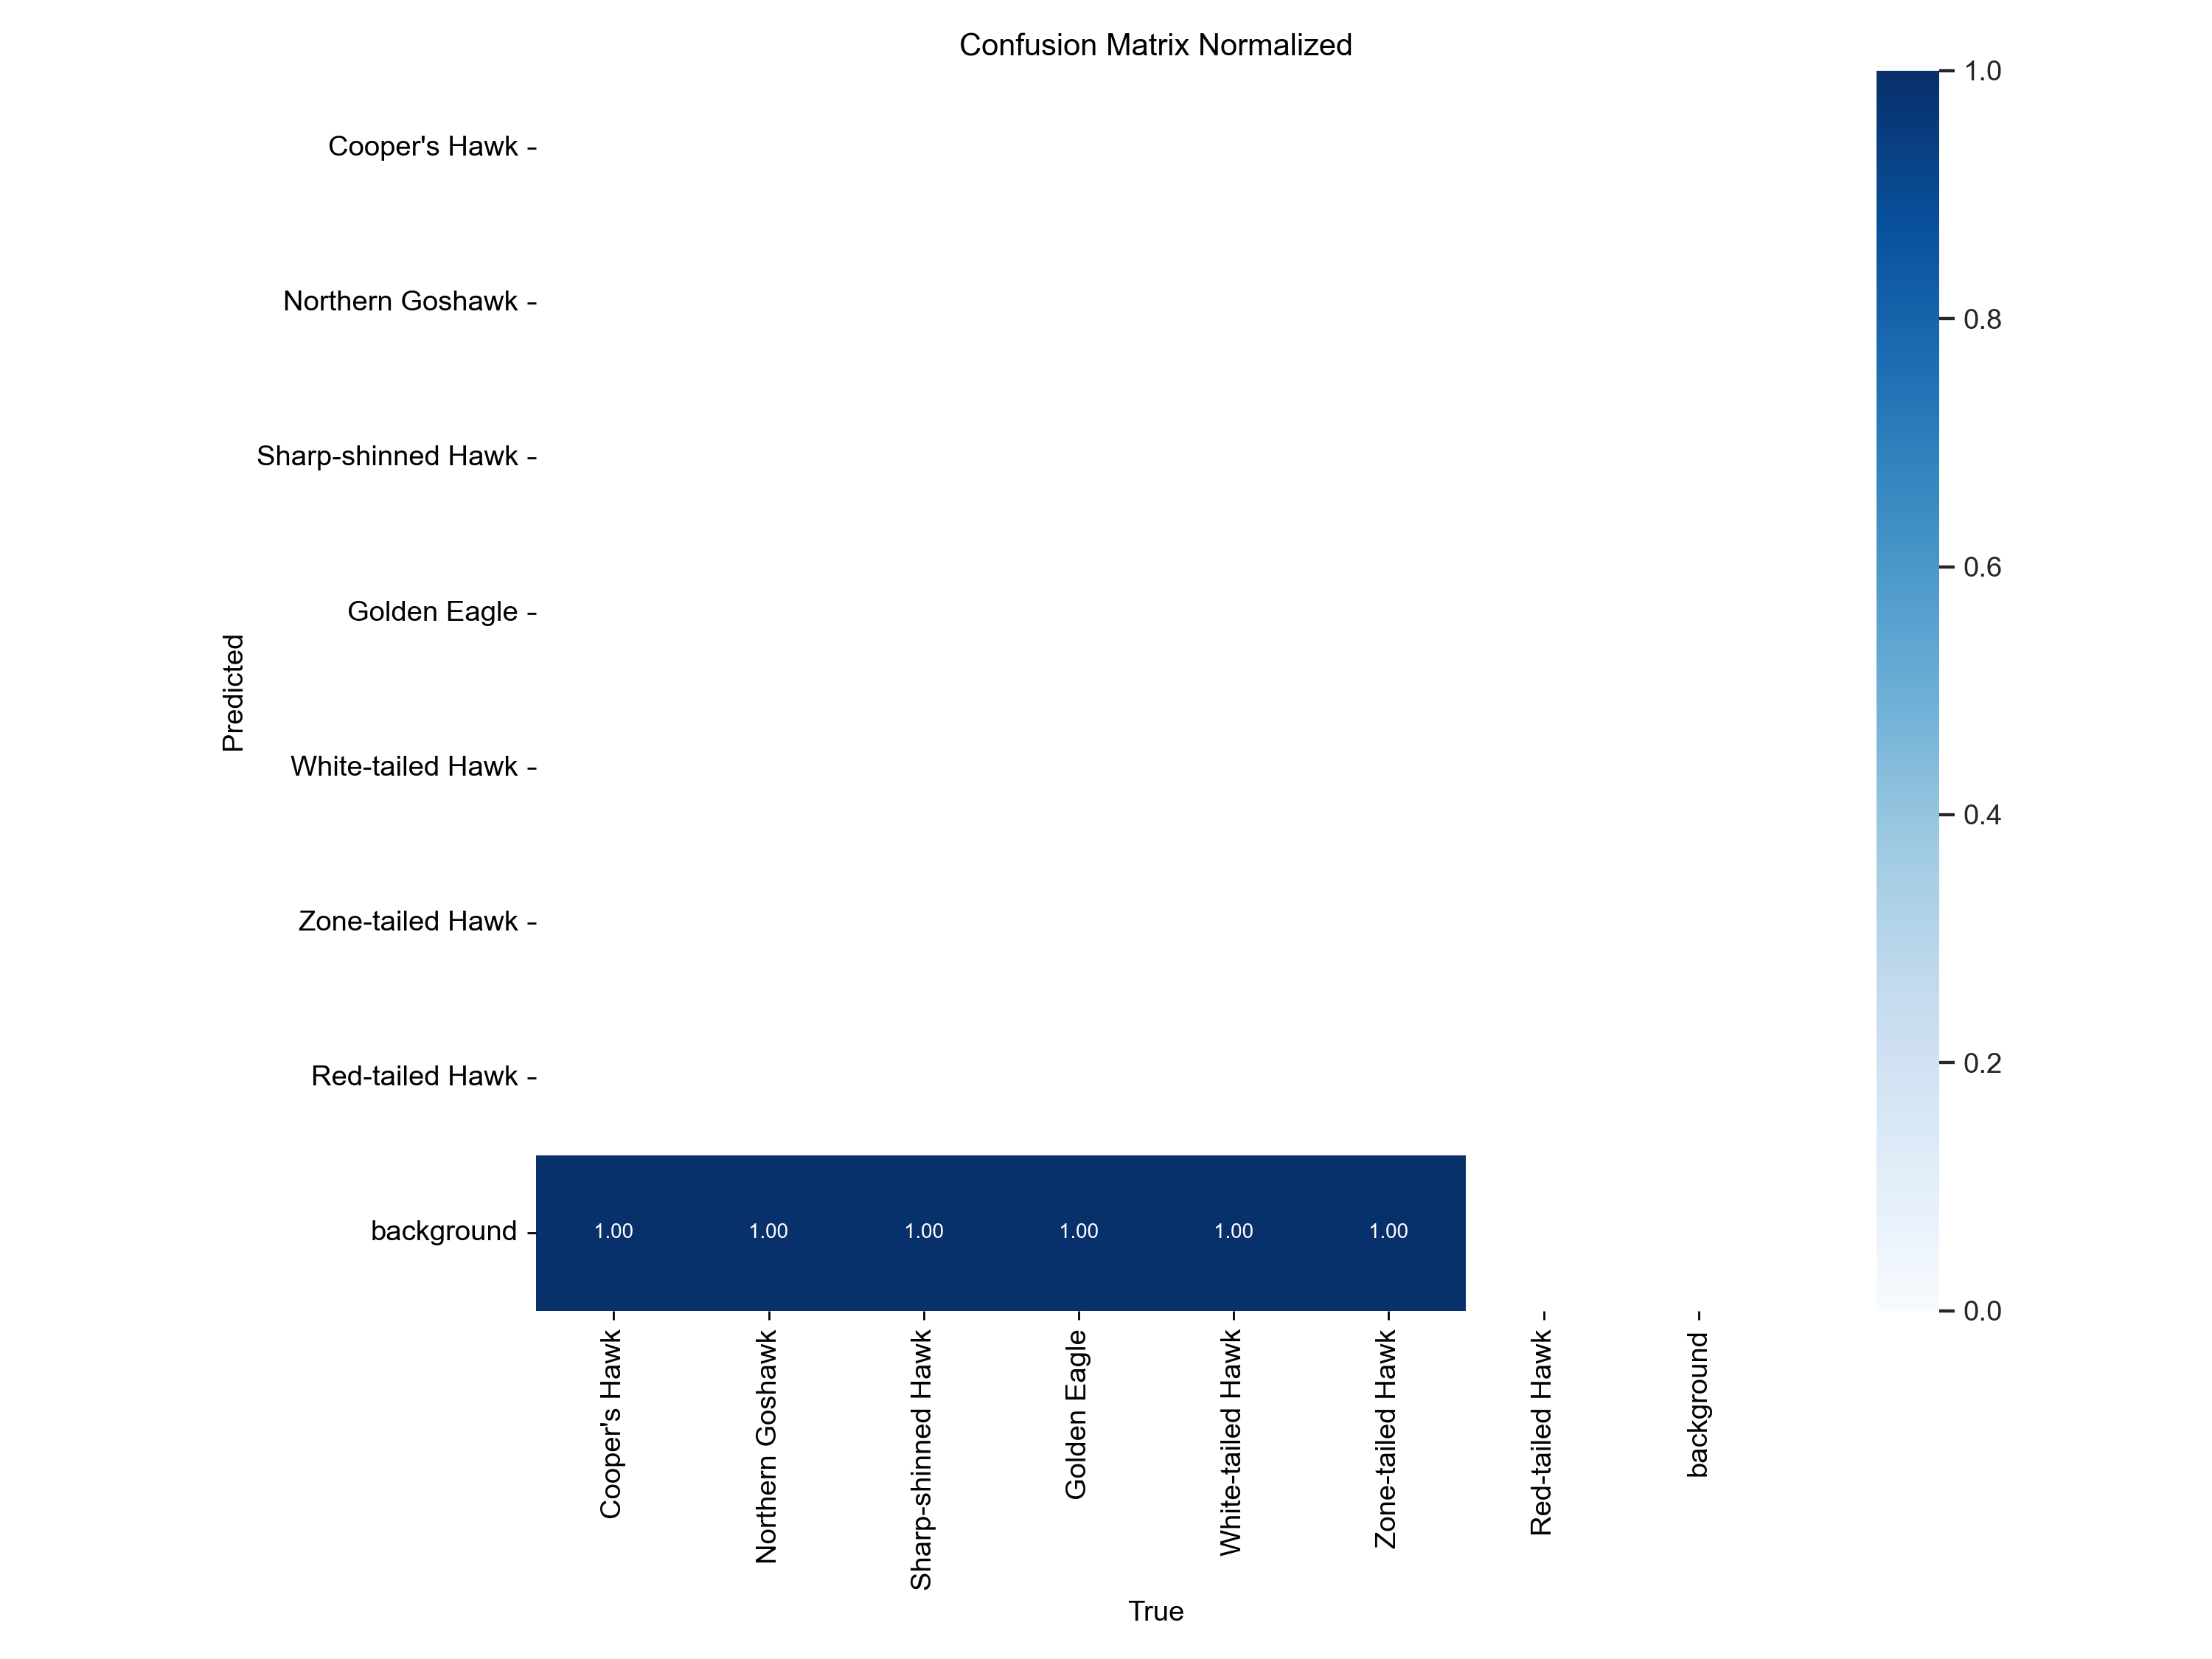 Confusion Matrix Normalized
Cooper's Hawk
Northern Goshawk
Sharp-shinned Hawk
Golden Eagle
White-tailed Hawk
Zone-tailed Hawk
Red-tailed Hawk
background
Predicted
1.00 1.00 1.00 1.00 1.00 1.00
Cooper's Hawk
Northern Goshawk
Sharp-shinned Hawk
Golden Eagle
White-tailed Hawk
Zone-tailed Hawk
Red-tailed Hawk
background
True
1.0
0.8
0.6
0.4
0.2
0.0